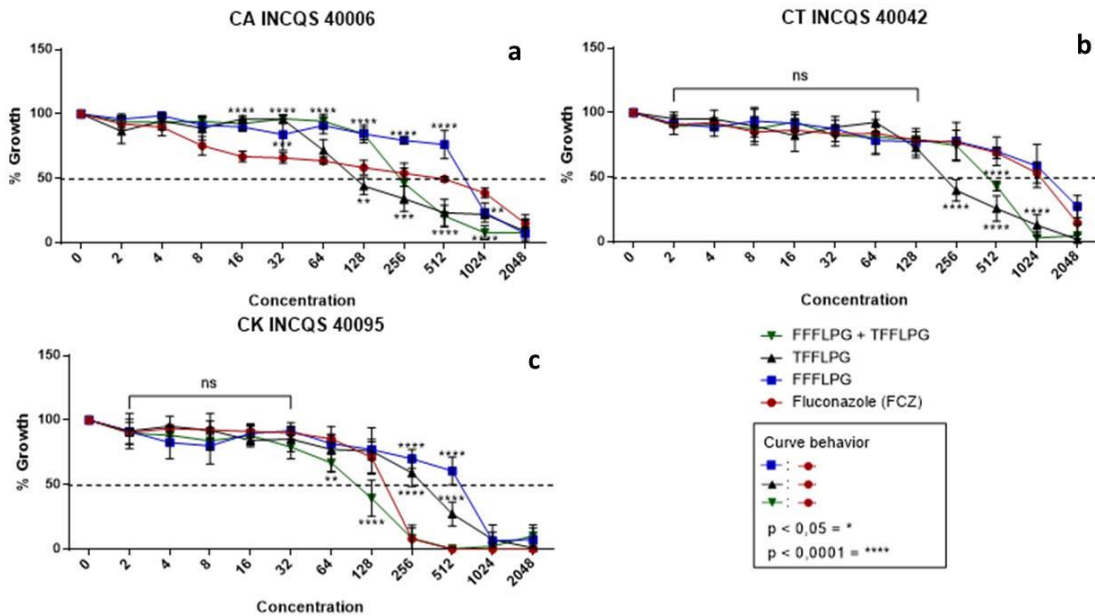 CA INCQS 40006
a
150
100
50
0
% Growth
**** **** **** **** **** ****
***
** *** **** **** **
0 2 4 8 16 32 64 128 256 512 1024 2048
Concentration
CT INCQS 40042
b
ns
150
100
50
0
% Growth
**** ****
**** ****
0 2 4 8 16 32 64 128 256 512 1024 2048
Concentration
CK INCQS 40095
c
ns
150
100
50
0
% Growth
**** ****
** **** **** ****
0 2 4 8 16 32 64 128 256 512 1024 2048
Concentration
FFFLPG + TFFLPG
TFFLPG
FFFLPG
Fluconazole (FCZ)
Curve behavior
:
:
:
p < 0,05 = *
p < 0,0001 = ****